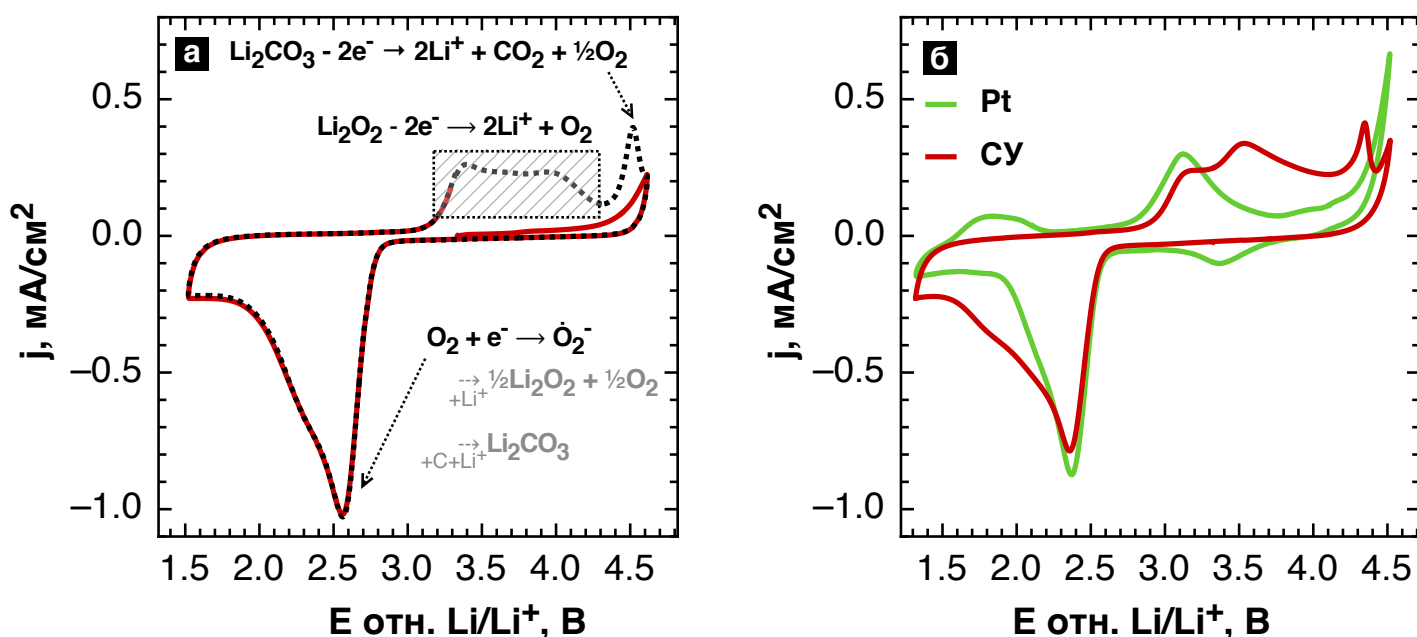 а
Li₂CO₃ - 2e⁻ → 2Li⁺ + CO₂ + ½O₂
Li₂O₂ - 2e⁻ → 2Li⁺ + O₂
O₂ + e⁻ → Ȯ₂⁻
→ ½Li₂O₂ + ½O₂
+Li⁺
→ Li₂CO₃
+C+Li⁺
0.5
0.0
−0.5
−1.0
j, мА/см²
1.5 2.0 2.5 3.0 3.5 4.0 4.5
E отн. Li/Li⁺, В
б
Pt
СУ
0.5
0.0
−0.5
−1.0
j, мА/см²
1.5 2.0 2.5 3.0 3.5 4.0 4.5
E отн. Li/Li⁺, В